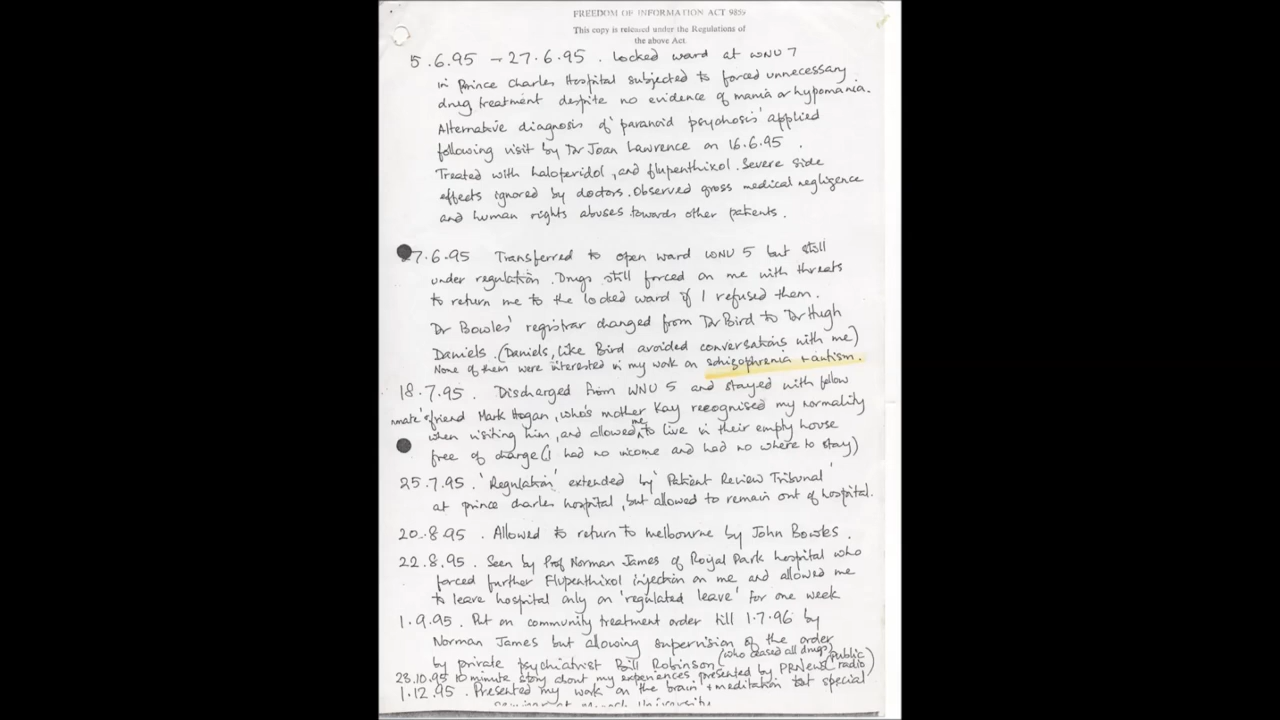 FREEDOM OF INFORMATION ACT 9859
This copy is released under the Regulations of
the above Act.
5.6.95 - 27.6.95. Locked ward at WNU 7
in Prince Charles Hospital subjected to forced unnecessary
drug treatment despite no evidence of mania or hypomania.
Alternative diagnosis of 'paranoid psychosis' applied
following visit by Dr Joan Lawrence on 16.6.95.
Treated with haloperidol, and flupenthixol. Severe side
effects ignored by doctors. Observed gross medical negligence
and human rights abuses towards other patients.
7.6.95 Transferred to open ward WNU 5 but still
under regulation. Drugs still forced on me with threats
to return me to the locked ward if I refused them.
Dr Bowles' registrar changed from Dr Bird to Dr Hugh
Daniels. (Daniels, like Bird avoided conversations with me)
None of them were interested in my work on schizophrenia + autism.
18.7.95. Discharged from WNU 5 and stayed with fellow
inmate & friend Mark Hogan, who's mother Kay recognised my normality
when visiting him, and allowed me to live in their empty house
free of charge (I had no income and had no where to stay)
25.7.95. 'Regulation' extended by 'Patient Review Tribunal'
at prince charles hospital, but allowed to remain out of hospital.
20.8.95. Allowed to return to melbourne by John Bowles.
22.8.95. Seen by Prof Norman James of Royal Park hospital who
forced further Flupenthixol injection on me and allowed me
to leave hospital only on 'regulated leave' for one week
1.9.95. Put on community treatment order till 1.7.96 by
Norman James but allowing supervision of the order
by private psychiatrist Bill Robinson (who ceased all drugs)
28.10.95 10 minute story about my experiences presented by PRNews (public radio)
1.12.95. Presented my work on the brain + meditation at special